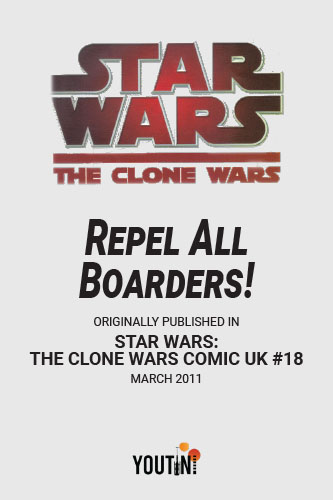 STAR
WARS
THE CLONE WARS
REPEL ALL
BOARDERS!
ORIGINALLY PUBLISHED IN
STAR WARS:
THE CLONE WARS COMIC UK #18
MARCH 2011
YOUTINI